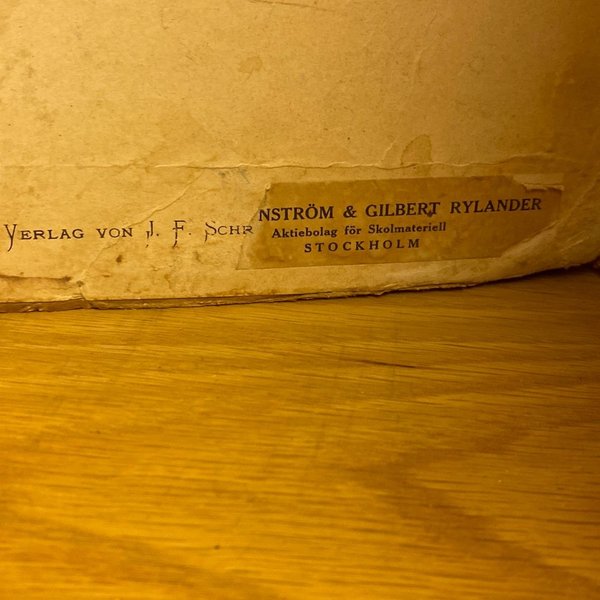 VERLAG VON J. F. SCHR
NSTRÖM & GILBERT RYLANDER
Aktiebolag för Skolmateriell
STOCKHOLM